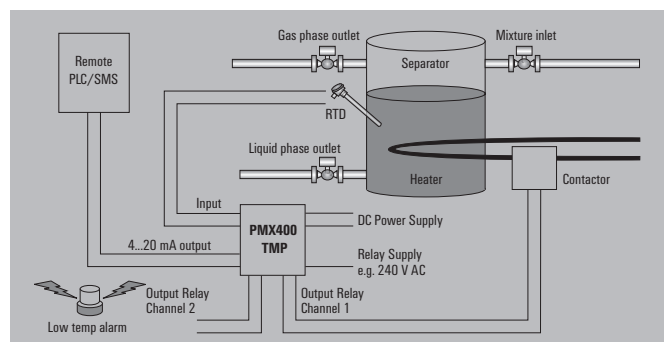 Gas phase outlet
Mixture inlet
Remote
PLC/SMS
Separator
RTD
Liquid phase outlet
Heater
Contactor
Input
PMX400
TMP
DC Power Supply
4...20 mA output
Relay Supply
e.g. 240 V AC
Output Relay
Channel 2
Output Relay
Channel 1
Low temp alarm